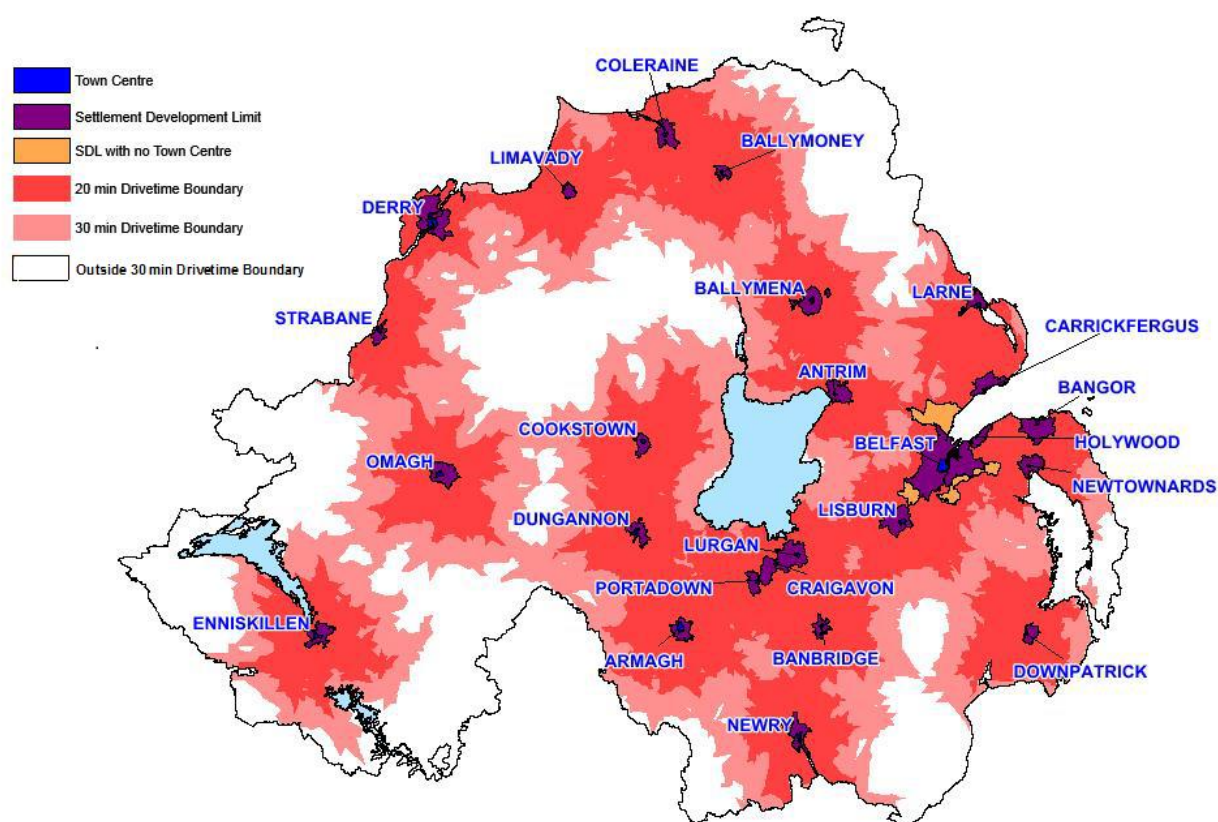 Town Centre
Settlement Development Limit
SDL with no Town Centre
20 min Drivetime Boundary
30 min Drivetime Boundary
Outside 30 min Drivetime Boundary
COLERAINE
BALLYMONEY
LIMAVADY
DERRY
BALLYMENA
LARNE
STRABANE
CARRICKFERGUS
ANTRIM
BANGOR
COOKSTOWN
BELFAST
HOLYWOOD
OMAGH
NEWTOWNARDS
DUNGANNON
LISBURN
LURGAN
PORTADOWN
CRAIGAVON
ENNISKILLEN
ARMAGH
BANBRIDGE
DOWNPATRICK
NEWRY